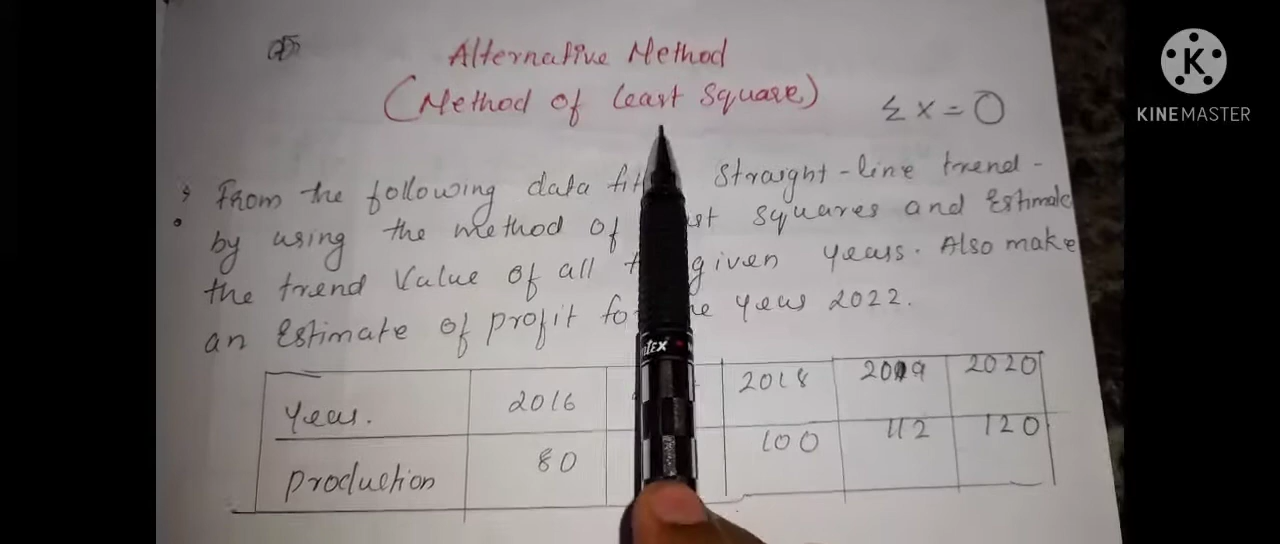 Alternative Method
(Method of Least Square)
Σx=0
K
KINEMASTER
From the following data fit straight-line trend-
by using the method of squares and Estimate
the trend Value of all given years. Also make
an Estimate of profit for year 2022.
year. 2016 2018 2019 2020
production 80 100 112 120